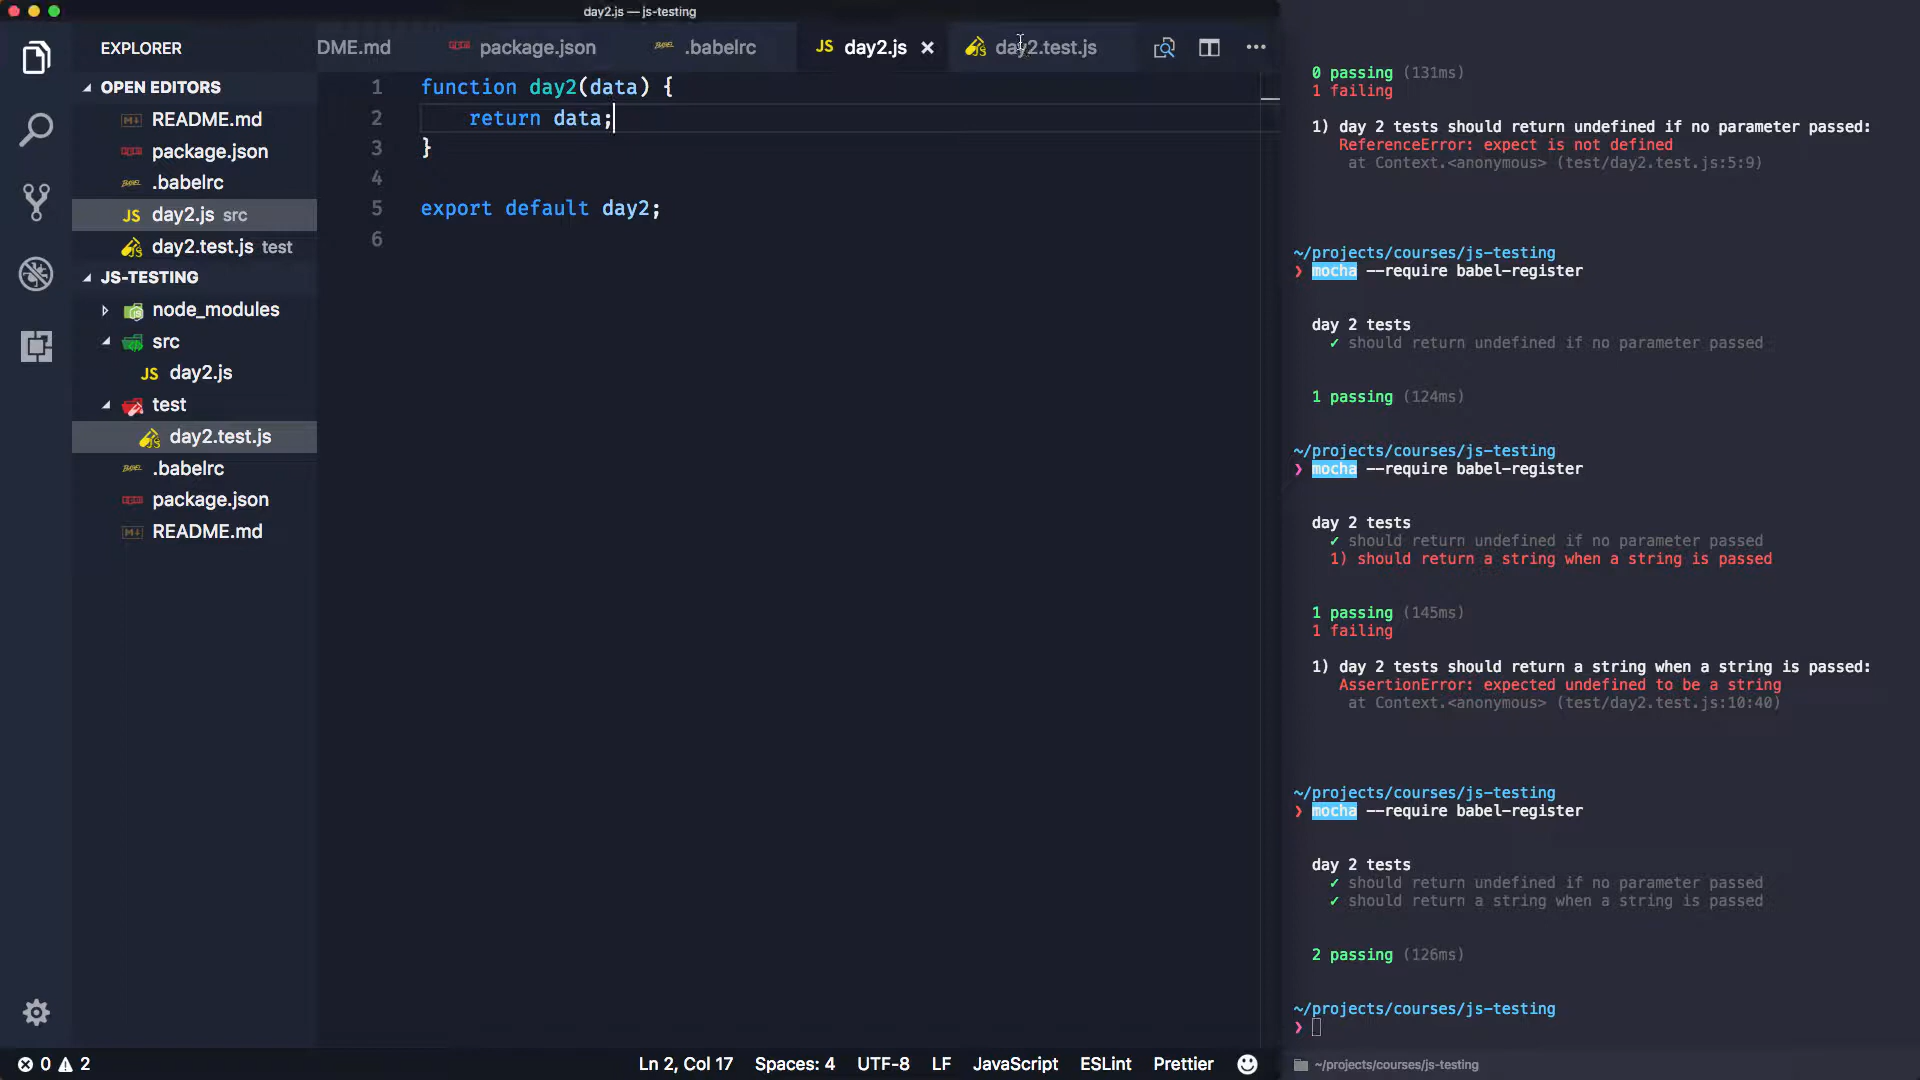 day2.js — js-testing
EXPLORER
OPEN EDITORS
README.md
package.json
.babelrc
day2.js src
day2.test.js test
JS-TESTING
node_modules
src
day2.js
test
day2.test.js
.babelrc
package.json
README.md
DME.md
package.json
.babelrc
JS day2.js
day2.test.js
1 function day2(data) {
2 return data;
3 }
4
5 export default day2;
6
0 passing (131ms)
1 failing
1) day 2 tests should return undefined if no parameter passed:
ReferenceError: expect is not defined
at Context.<anonymous> (test/day2.test.js:5:9)
~/projects/courses/js-testing
❯ mocha --require babel-register
day 2 tests
✓ should return undefined if no parameter passed
1 passing (124ms)
~/projects/courses/js-testing
❯ mocha --require babel-register
day 2 tests
✓ should return undefined if no parameter passed
1) should return a string when a string is passed
1 passing (145ms)
1 failing
1) day 2 tests should return a string when a string is passed:
AssertionError: expected undefined to be a string
at Context.<anonymous> (test/day2.test.js:10:40)
~/projects/courses/js-testing
❯ mocha --require babel-register
day 2 tests
✓ should return undefined if no parameter passed
✓ should return a string when a string is passed
2 passing (126ms)
~/projects/courses/js-testing
❯
0 2
Ln 2, Col 17 Spaces: 4 UTF-8 LF JavaScript ESLint Prettier
~/projects/courses/js-testing